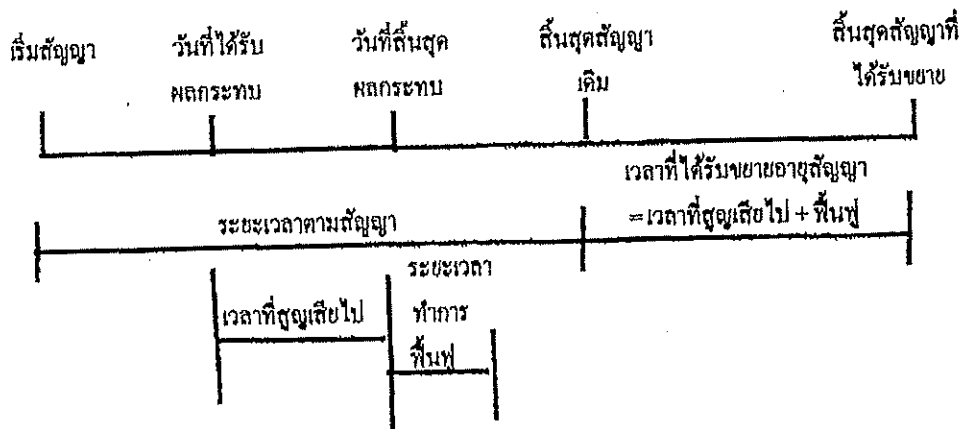 เริ่มสัญญา
วันที่ได้รับ
ผลกระทบ
วันที่สิ้นสุด
ผลกระทบ
สิ้นสุดสัญญา
เดิม
สิ้นสุดสัญญาที่
ได้รับขยาย
เวลาที่ได้รับขยายอายุสัญญา
=เวลาที่สูญเสียไป + ฟื้นฟู
ระยะเวลาตามสัญญา
เวลาที่สูญเสียไป
ระยะเวลา
ทำการ
ฟื้นฟู